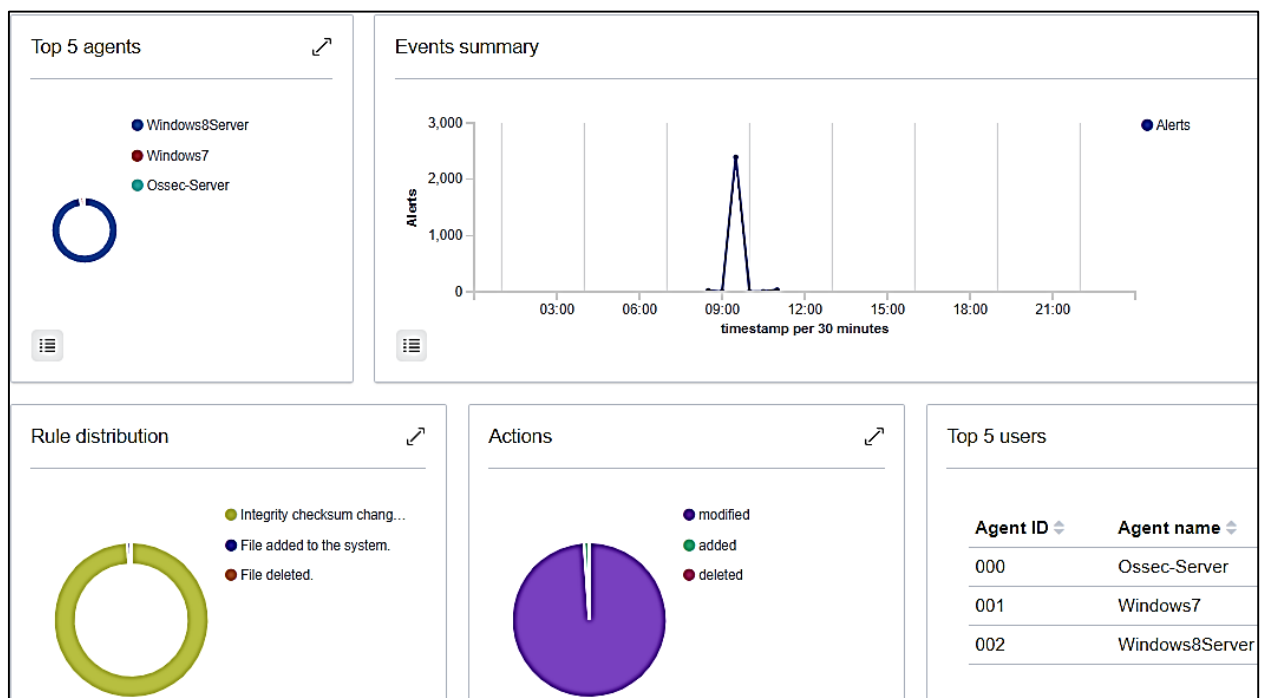 Top 5 agents
Windows8Server
Windows7
Ossec-Server
Events summary
3,000
2,000
1,000
0
Alerts
03:00 06:00 09:00 12:00 15:00 18:00 21:00
timestamp per 30 minutes
Alerts
Rule distribution
Integrity checksum chang...
File added to the system.
File deleted.
Actions
modified
added
deleted
Top 5 users
Agent ID Agent name
000 Ossec-Server
001 Windows7
002 Windows8Server